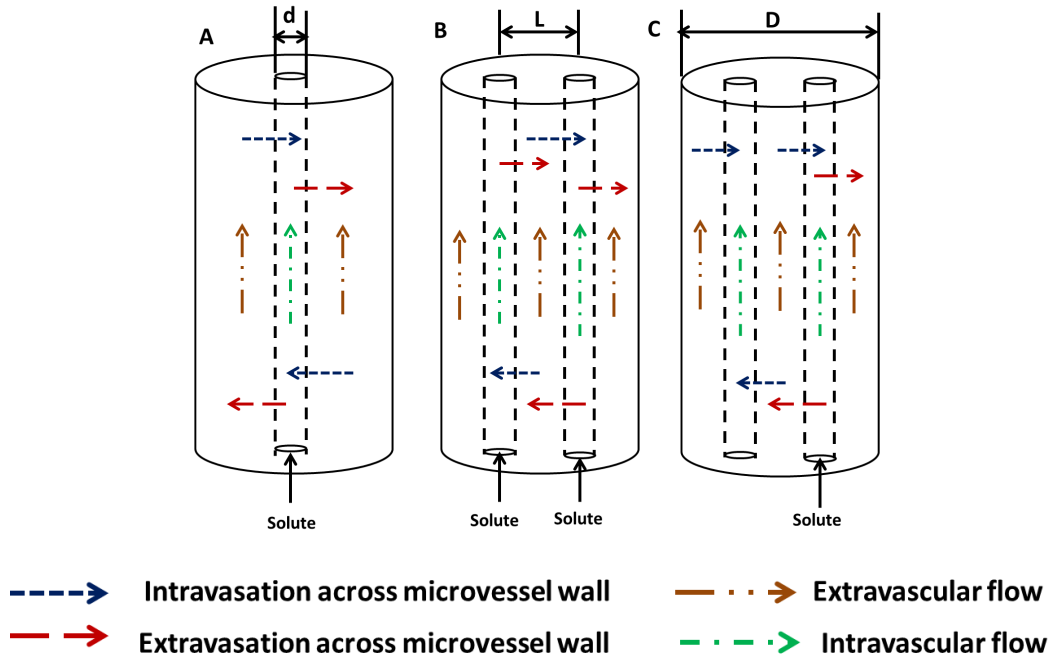 A
d
B
L
C
D
Solute
Solute
Solute
Solute
Intravasation across microvessel wall
Extravascular flow
Extravasation across microvessel wall
Intravascular flow